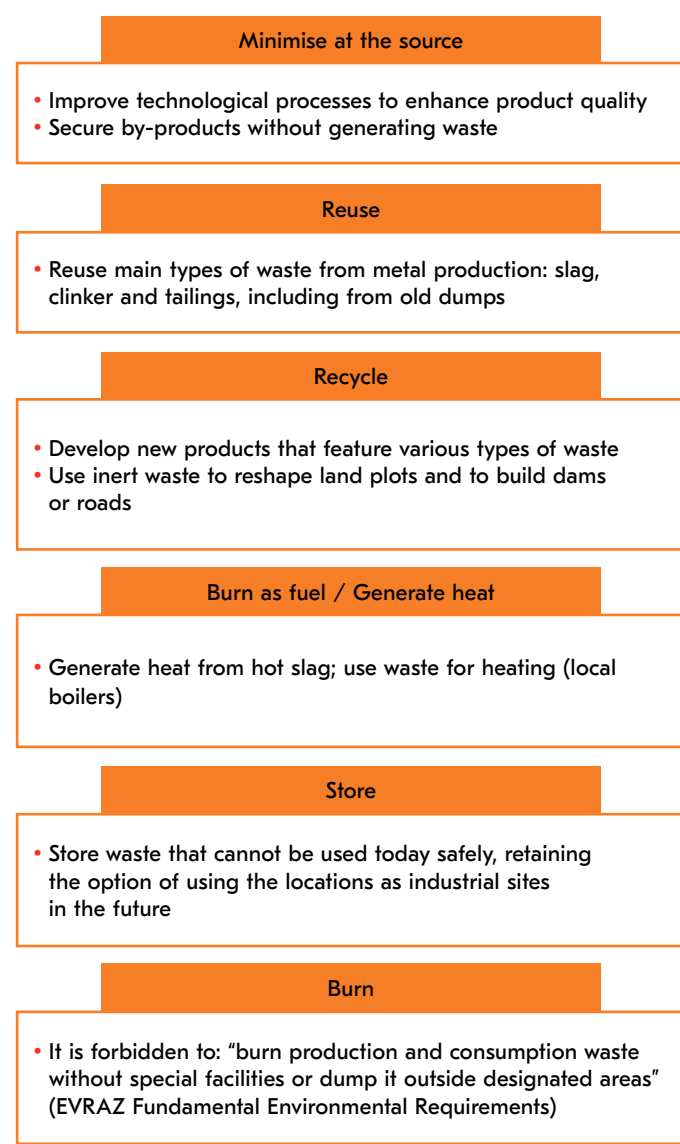 Minimise at the source
• Improve technological processes to enhance product quality
• Secure by-products without generating waste
Reuse
• Reuse main types of waste from metal production: slag,
clinker and tailings, including from old dumps
Recycle
• Develop new products that feature various types of waste
• Use inert waste to reshape land plots and to build dams
or roads
Burn as fuel / Generate heat
• Generate heat from hot slag; use waste for heating (local
boilers)
Store
• Store waste that cannot be used today safely, retaining
the option of using the locations as industrial sites
in the future
Burn
• It is forbidden to: “burn production and consumption waste
without special facilities or dump it outside designated areas”
(EVRAZ Fundamental Environmental Requirements)